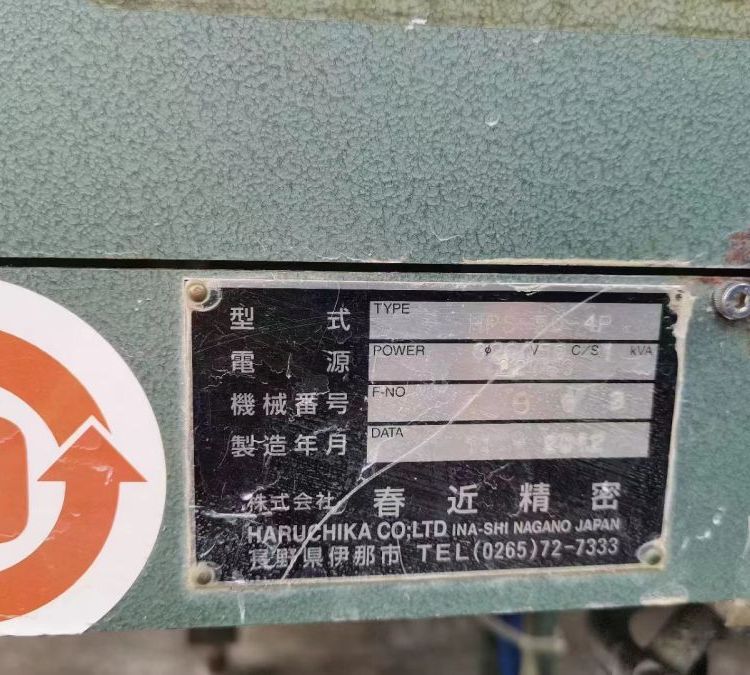 型 式 TYPE 4P
電 源 POWER φ V C/S kVA
機械番号 F-NO
製造年月 DATA
株式会社 春近精密
HARUCHIKA CO;LTD INA-SHI NAGANO JAPAN
長野県伊那市 TEL(0265)72-7333